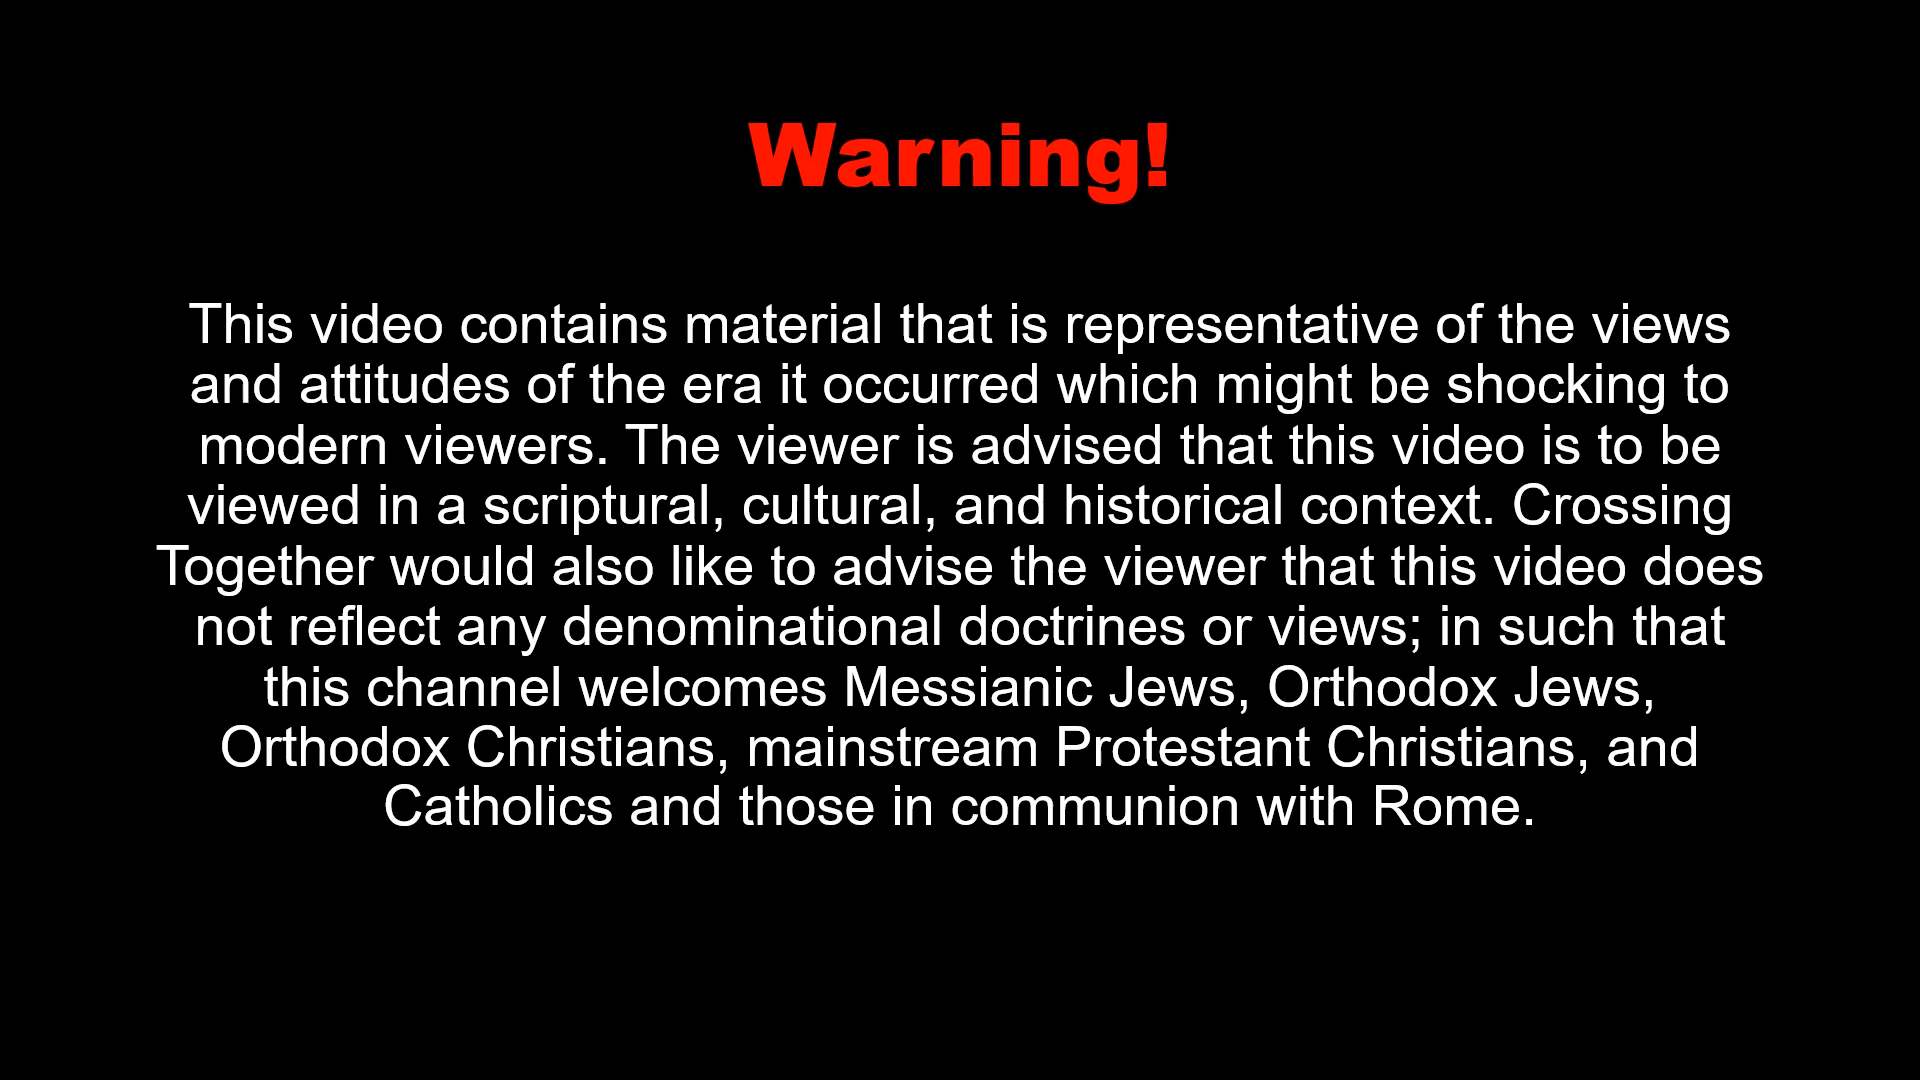 Warning!
This video contains material that is representative of the views
and attitudes of the era it occurred which might be shocking to
modern viewers. The viewer is advised that this video is to be
viewed in a scriptural, cultural, and historical context. Crossing
Together would also like to advise the viewer that this video does
not reflect any denominational doctrines or views; in such that
this channel welcomes Messianic Jews, Orthodox Jews,
Orthodox Christians, mainstream Protestant Christians, and
Catholics and those in communion with Rome.